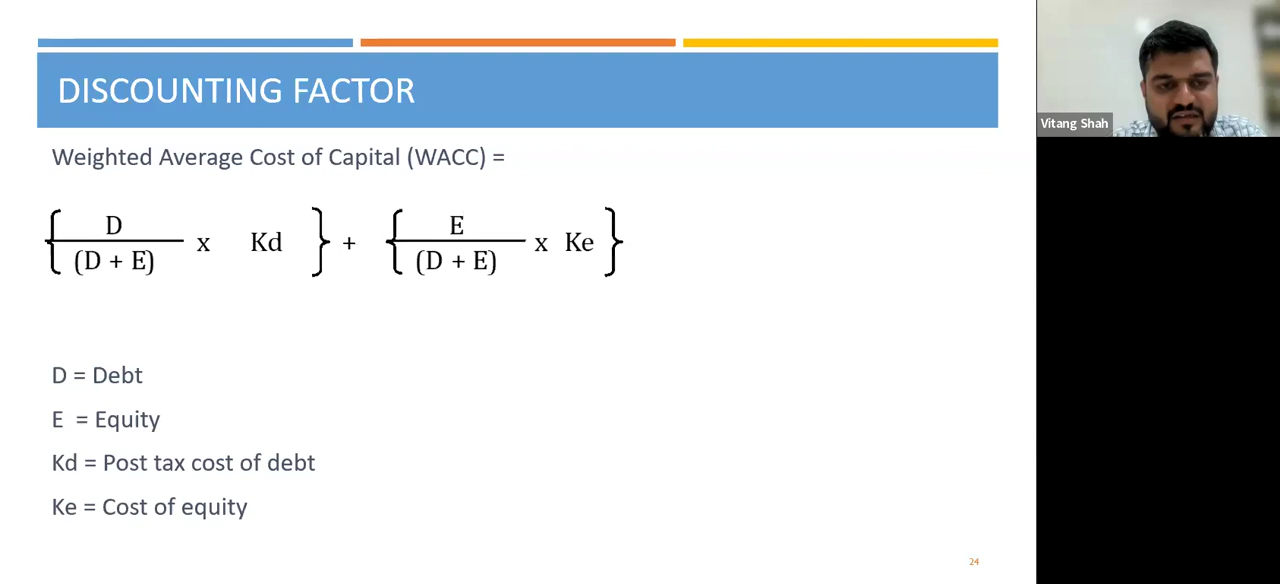 DISCOUNTING FACTOR
Weighted Average Cost of Capital (WACC) =
{ D / (D + E) x Kd } + { E / (D + E) x Ke }
D = Debt
E = Equity
Kd = Post tax cost of debt
Ke = Cost of equity
24
Vitang Shah